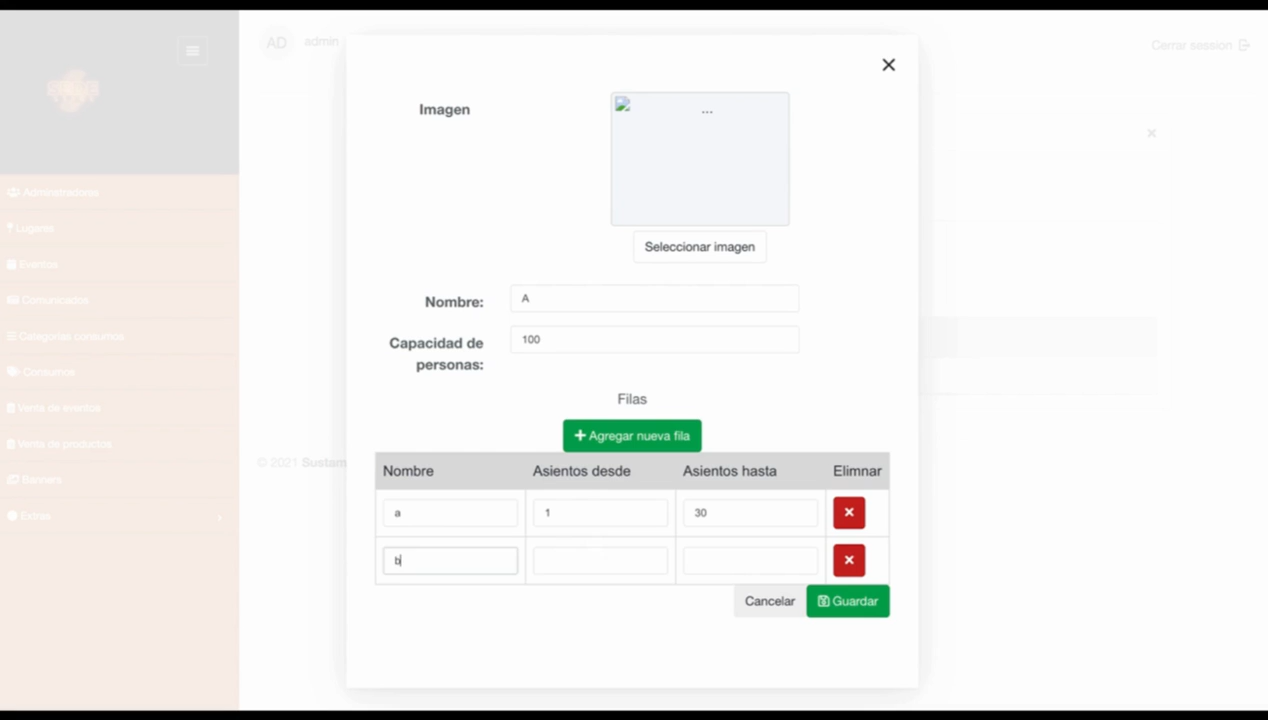 AD admin
Cerrar session
Administradores
Lugares
Eventos
Comunicados
Categorias consumos
Consumos
Venta de eventos
Venta de productos
Banners
Extras
© 2021 Sustam
Imagen
...
Seleccionar imagen
Nombre: A
Capacidad de 100
personas:
Filas
Agregar nueva fila
Nombre Asientos desde Asientos hasta Elimnar
a 1 30
b
Cancelar Guardar